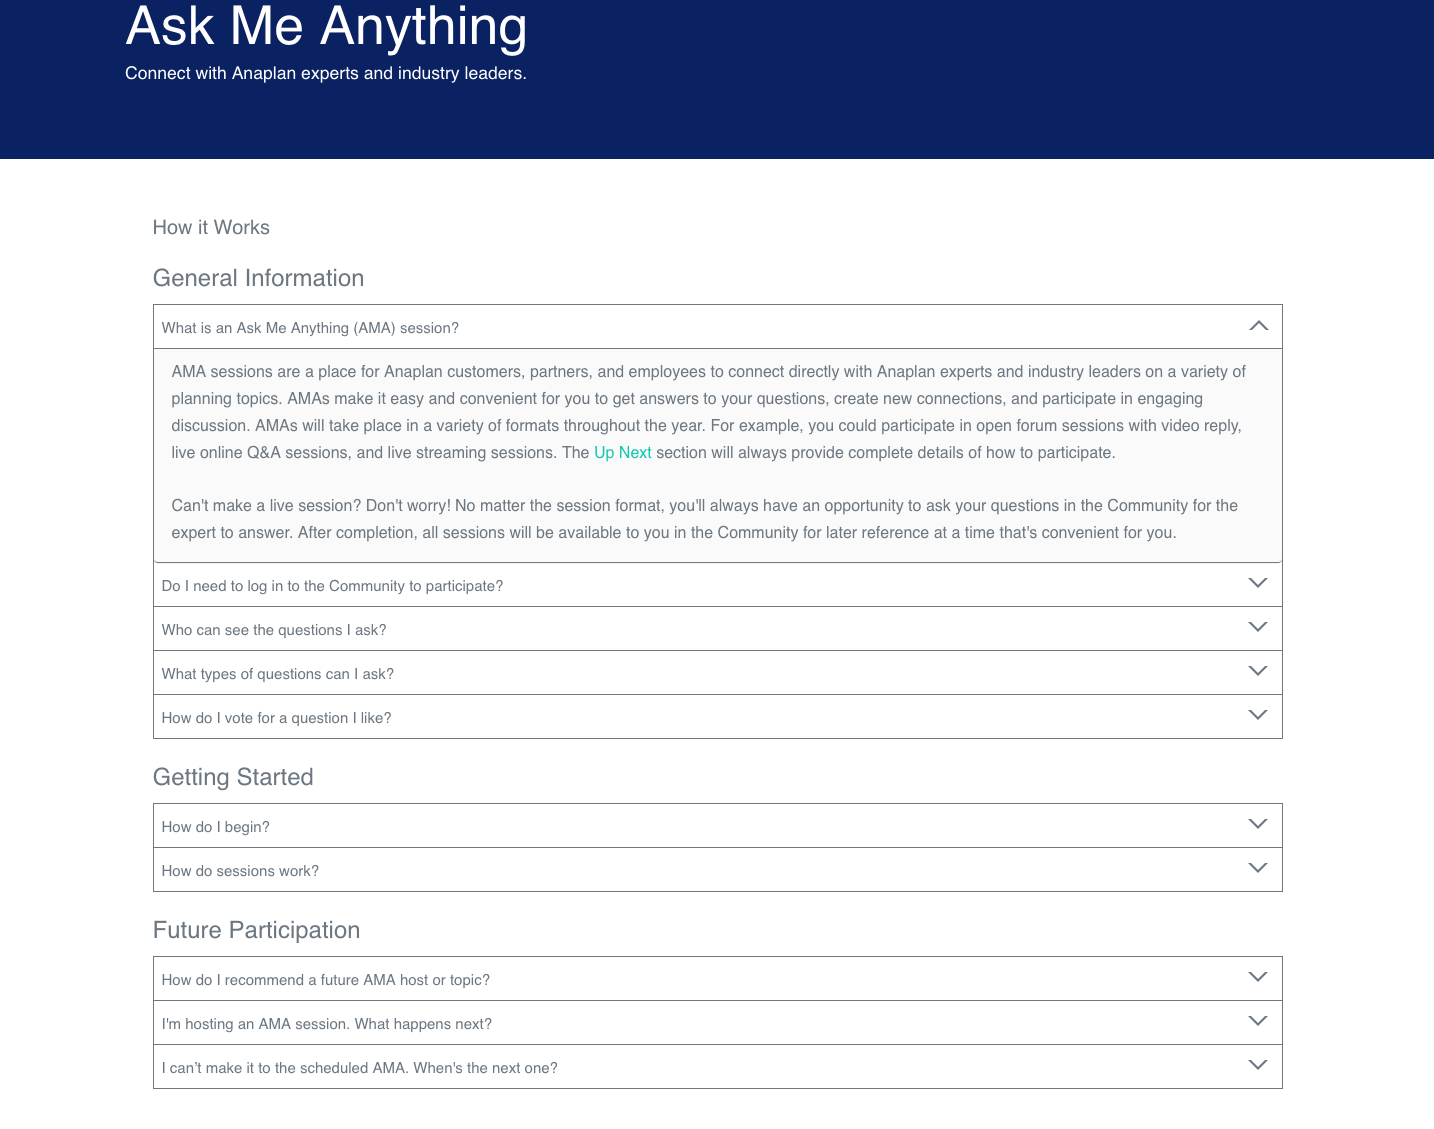 Ask Me Anything
Connect with Anaplan experts and industry leaders.
How it Works
General Information
What is an Ask Me Anything (AMA) session?
AMA sessions are a place for Anaplan customers, partners, and employees to connect directly with Anaplan experts and industry leaders on a variety of
planning topics. AMAs make it easy and convenient for you to get answers to your questions, create new connections, and participate in engaging
discussion. AMAs will take place in a variety of formats throughout the year. For example, you could participate in open forum sessions with video reply,
live online Q&A sessions, and live streaming sessions. The Up Next section will always provide complete details of how to participate.
Can't make a live session? Don’t worry! No matter the session format, you'll always have an opportunity to ask your questions in the Community for the
expert to answer. After completion, all sessions will be available to you in the Community for later reference at a time that's convenient for you.
Do I need to log in to the Community to participate?
Who can see the questions I ask?
What types of questions can I ask?
How do I vote for a question I like?
Getting Started
How do I begin?
How do sessions work?
Future Participation
How do I recommend a future AMA host or topic?
I'm hosting an AMA session. What happens next?
I can’t make it to the scheduled AMA. When's the next one?